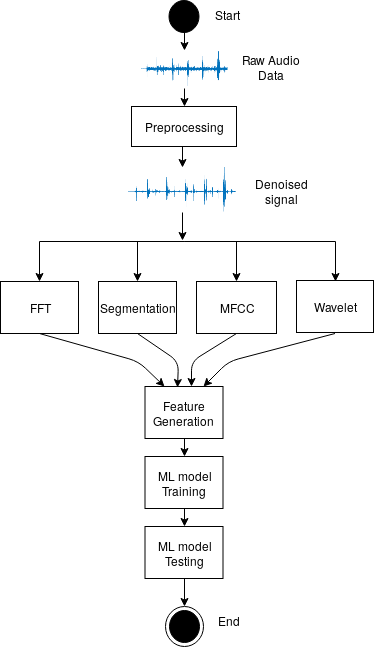 Start
Raw Audio
Data
Preprocessing
Denoised
signal
FFT
Segmentation
MFCC
Wavelet
Feature
Generation
ML model
Training
ML model
Testing
End